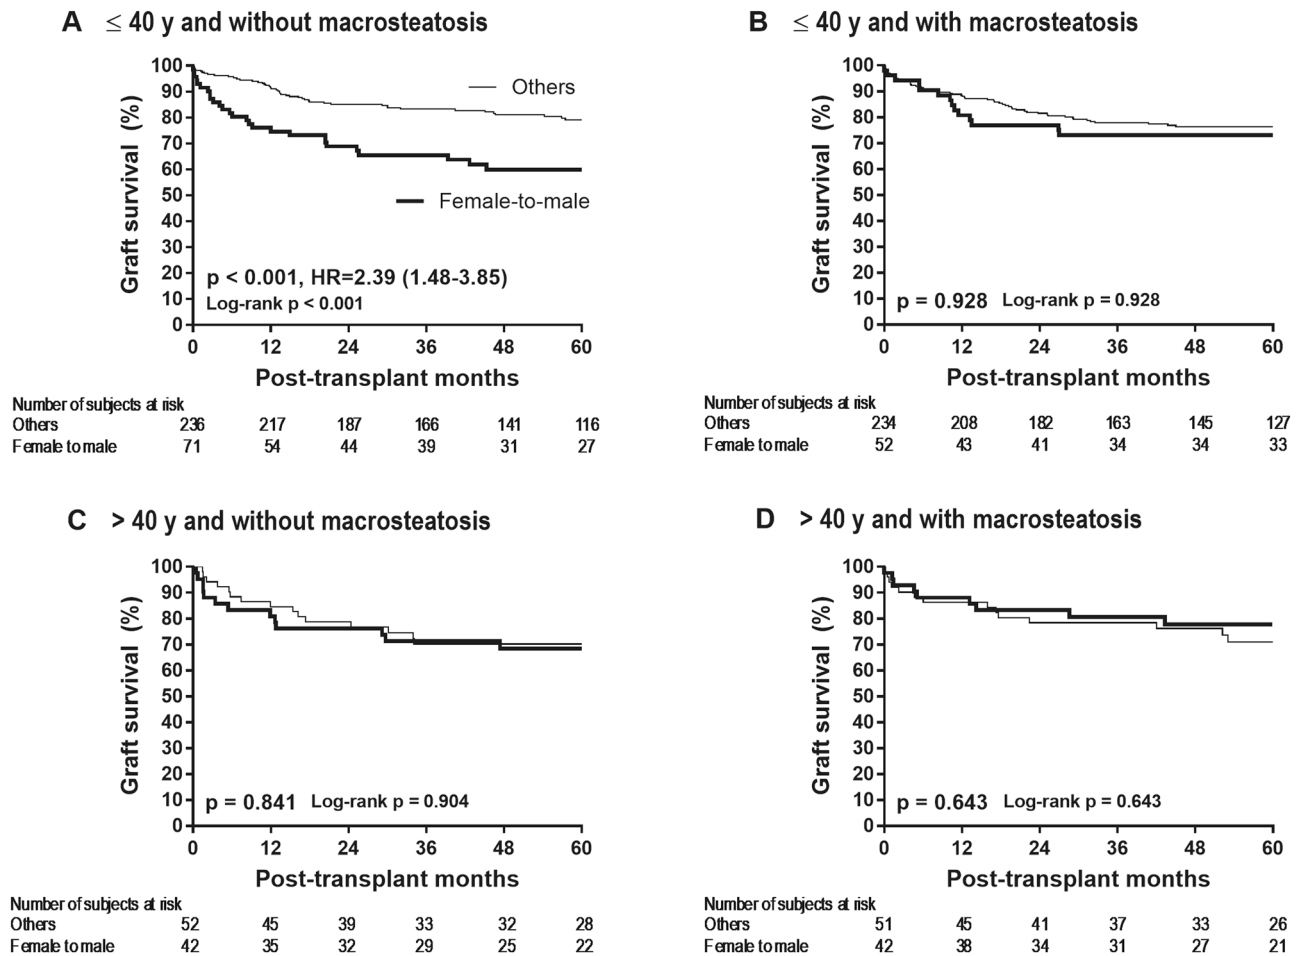 A ≤ 40 y and without macrosteatosis
100
90
80
70
60
50
40
30
20
10
0
Graft survival (%)
Others
Female-to-male
p < 0.001, HR=2.39 (1.48-3.85)
Log-rank p < 0.001
0 12 24 36 48 60
Post-transplant months
Number of subjects at risk
Others 236 217 187 166 141 116
Female to male 71 54 44 39 31 27
B ≤ 40 y and with macrosteatosis
100
90
80
70
60
50
40
30
20
10
0
Graft survival (%)
p = 0.928 Log-rank p = 0.928
0 12 24 36 48 60
Post-transplant months
Number of subjects at risk
Others 234 208 182 163 145 127
Female to male 52 43 41 34 34 33
C > 40 y and without macrosteatosis
100
90
80
70
60
50
40
30
20
10
0
Graft survival (%)
p = 0.841 Log-rank p = 0.904
0 12 24 36 48 60
Post-transplant months
Number of subjects at risk
Others 52 45 39 33 32 28
Female to male 42 35 32 29 25 22
D > 40 y and with macrosteatosis
100
90
80
70
60
50
40
30
20
10
0
Graft survival (%)
p = 0.643 Log-rank p = 0.643
0 12 24 36 48 60
Post-transplant months
Number of subjects at risk
Others 51 45 41 37 33 26
Female to male 42 38 34 31 27 21